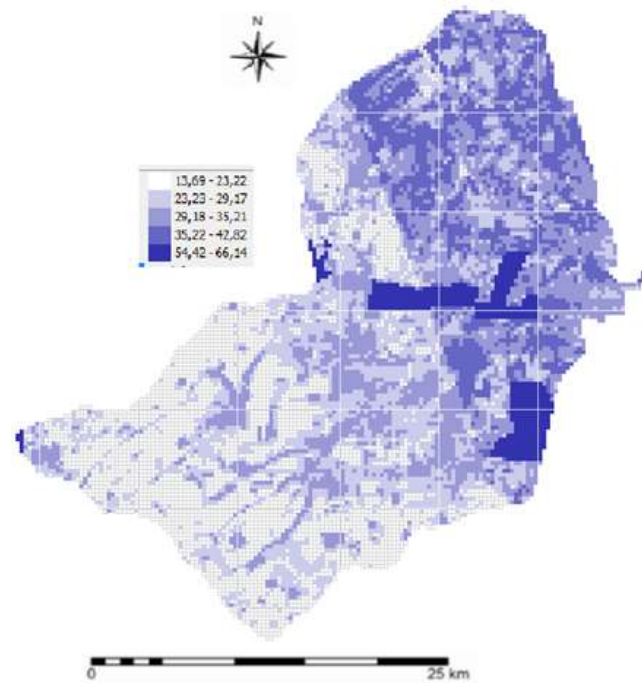 N
13,69 - 23,22
23,23 - 29,17
29,18 - 35,21
35,22 - 42,82
54,42 - 66,14
0 25 km